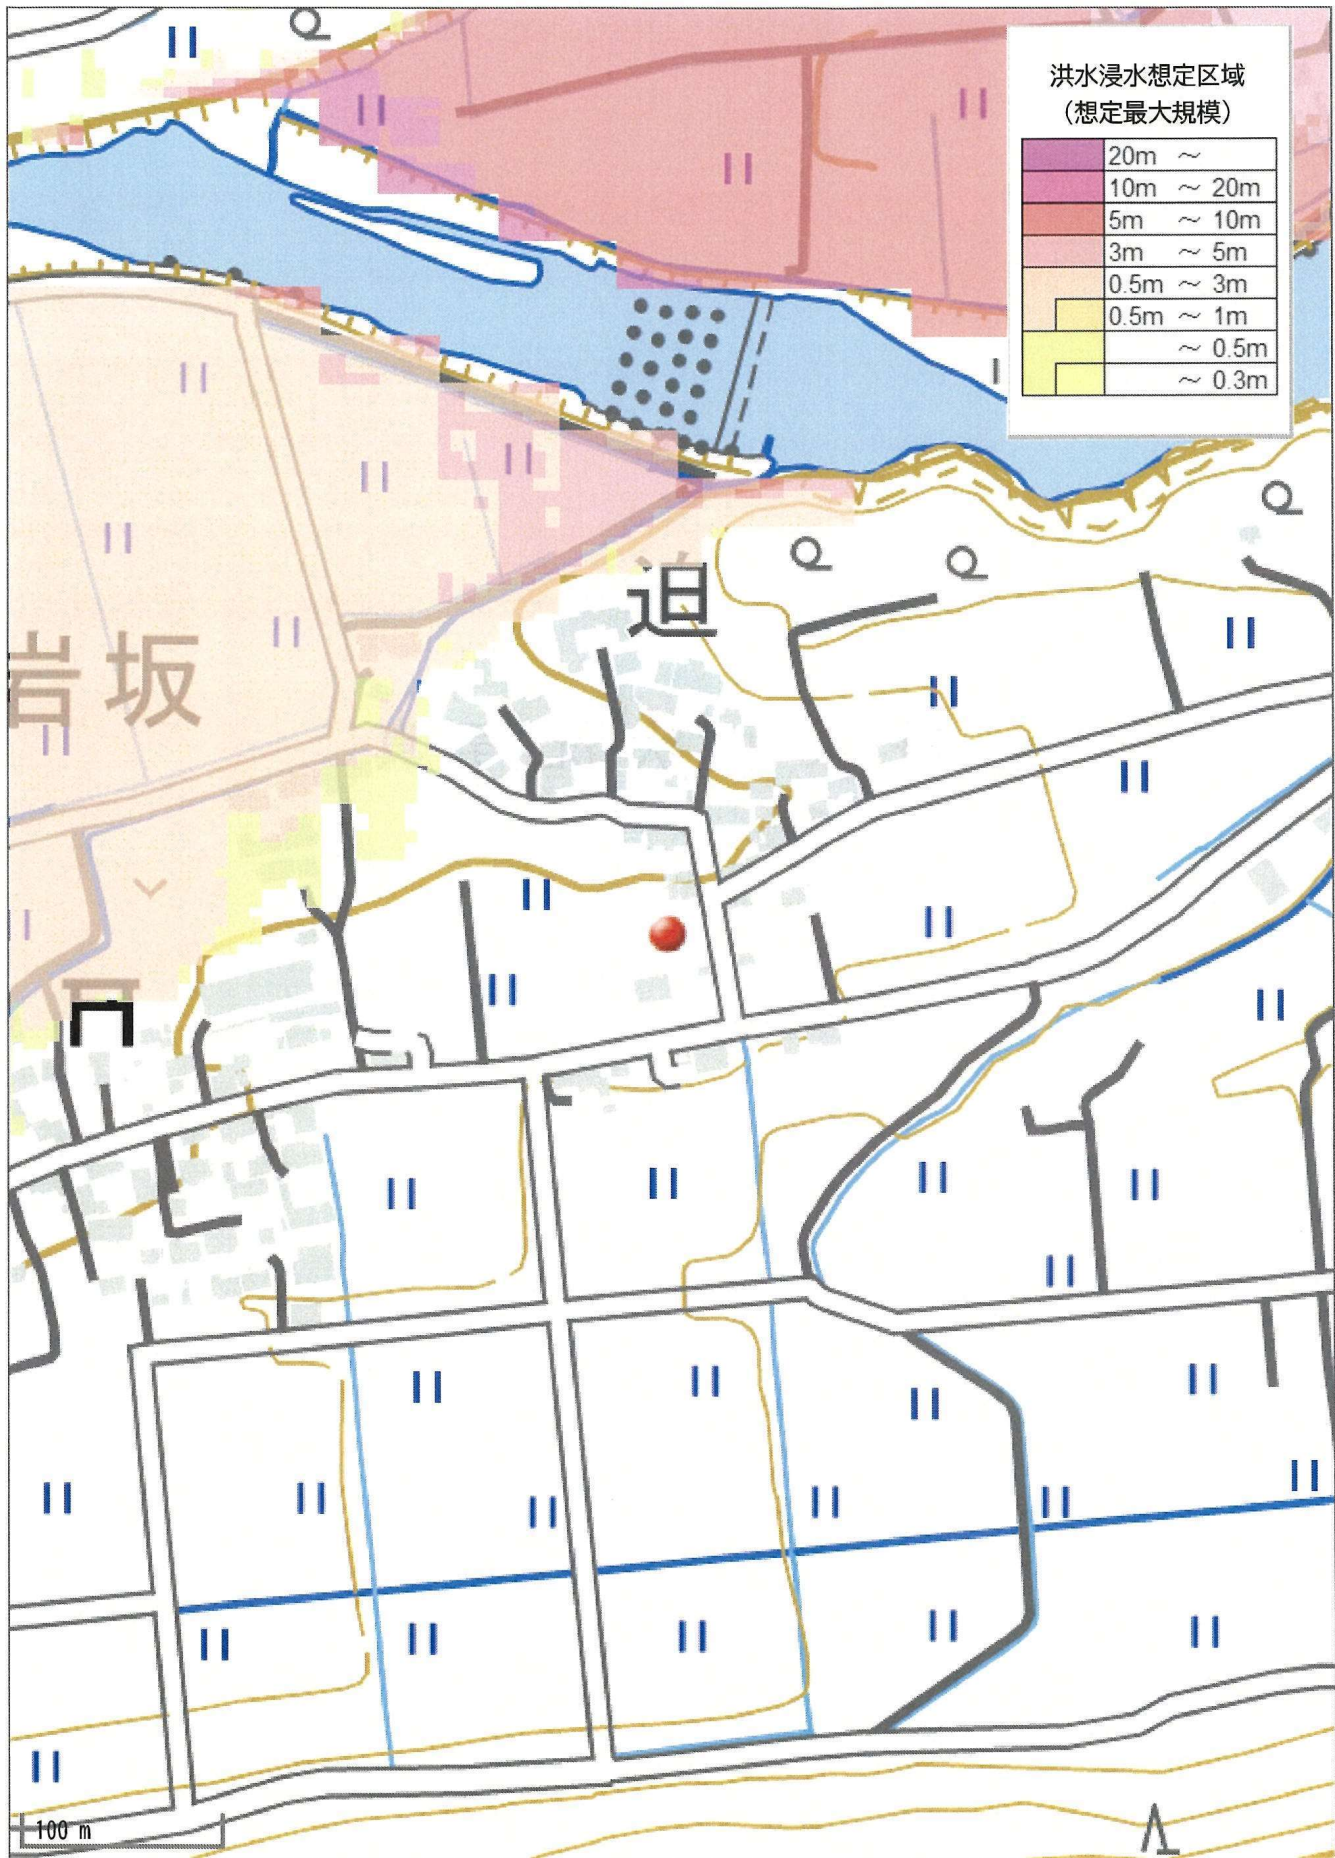 洪水浸水想定区域
(想定最大規模)
20m ～
10m ～ 20m
5m ～ 10m
3m ～ 5m
0.5m ～ 3m
0.5m ～ 1m
～ 0.5m
～ 0.3m
迫
岩坂
100 m